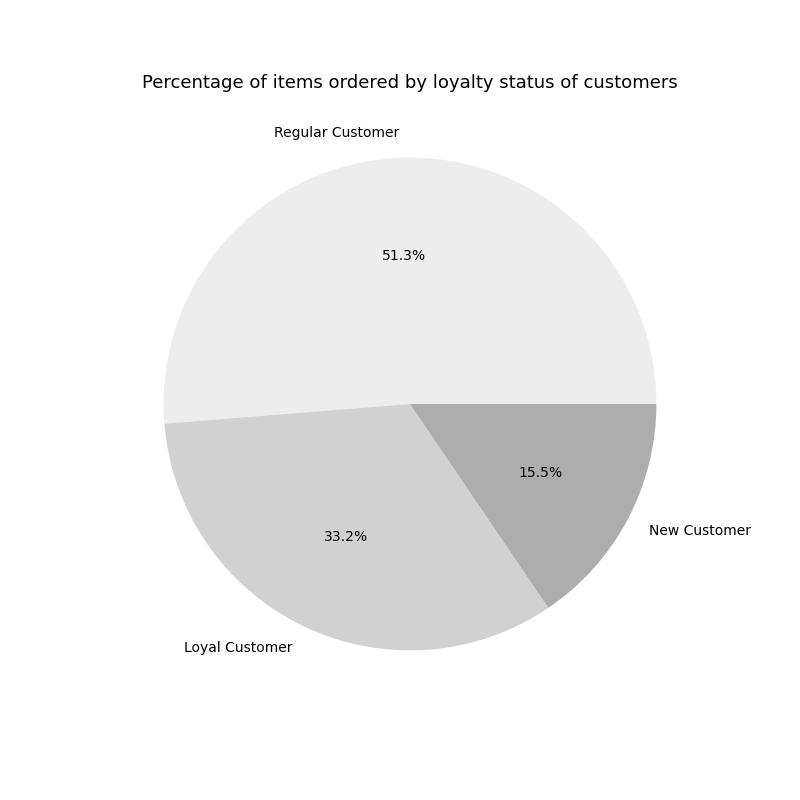 Percentage of items ordered by loyalty status of customers
Regular Customer
51.3%
15.5%
New Customer
33.2%
Loyal Customer